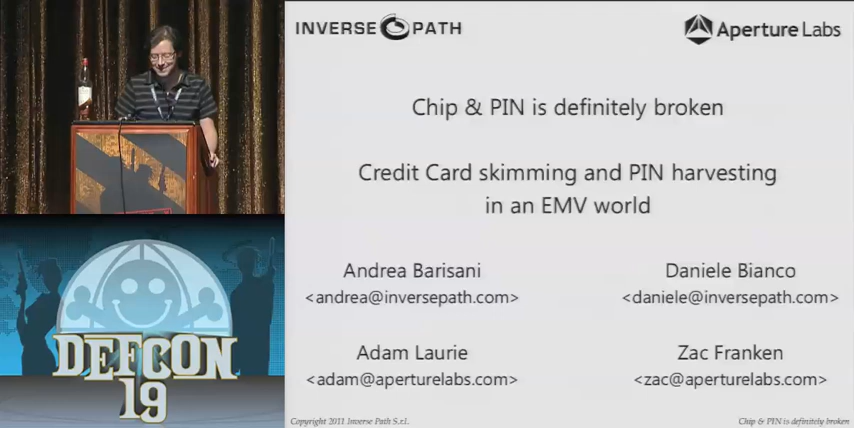 INVERSE PATH
Aperture Labs
Chip & PIN is definitely broken
Credit Card skimming and PIN harvesting
in an EMV world
Andrea Barisani
<andrea@inversepath.com>
Daniele Bianco
<daniele@inversepath.com>
Adam Laurie
<adam@aperturelabs.com>
Zac Franken
<zac@aperturelabs.com>
Copyright 2011 Inverse Path S.r.l.
Chip & PIN is definitely broken
DEFCON
19